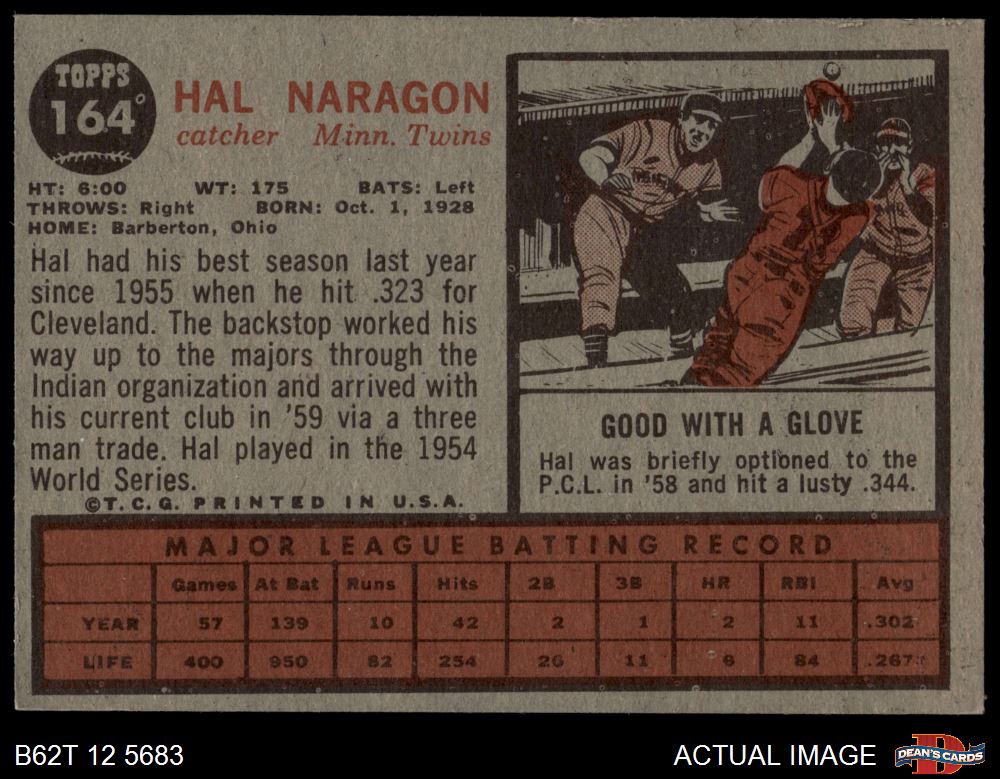 TOPPS
164
HAL NARAGON
catcher Minn. Twins
HT: 6:00 WT: 175 BATS: Left
THROWS: Right BORN: Oct. 1, 1928
HOME: Barberton, Ohio
Hal had his best season last year
since 1955 when he hit .323 for
Cleveland. The backstop worked his
way up to the majors through the
Indian organization and arrived with
his current club in '59 via a three
man trade. Hal played in the 1954
World Series.
©T.C.G. PRINTED IN U.S.A.
GOOD WITH A GLOVE
Hal was briefly optioned to the
P.C.L. in '58 and hit a lusty .344.
MAJOR LEAGUE BATTING RECORD
Games At Bat Runs Hits 2B 3B HR RBI Avg
YEAR 57 139 10 42 2 1 2 11 .302
LIFE 400 950 82 254 26 11 6 84 .267
B62T 12 5683 ACTUAL IMAGE DEAN'S CARDS